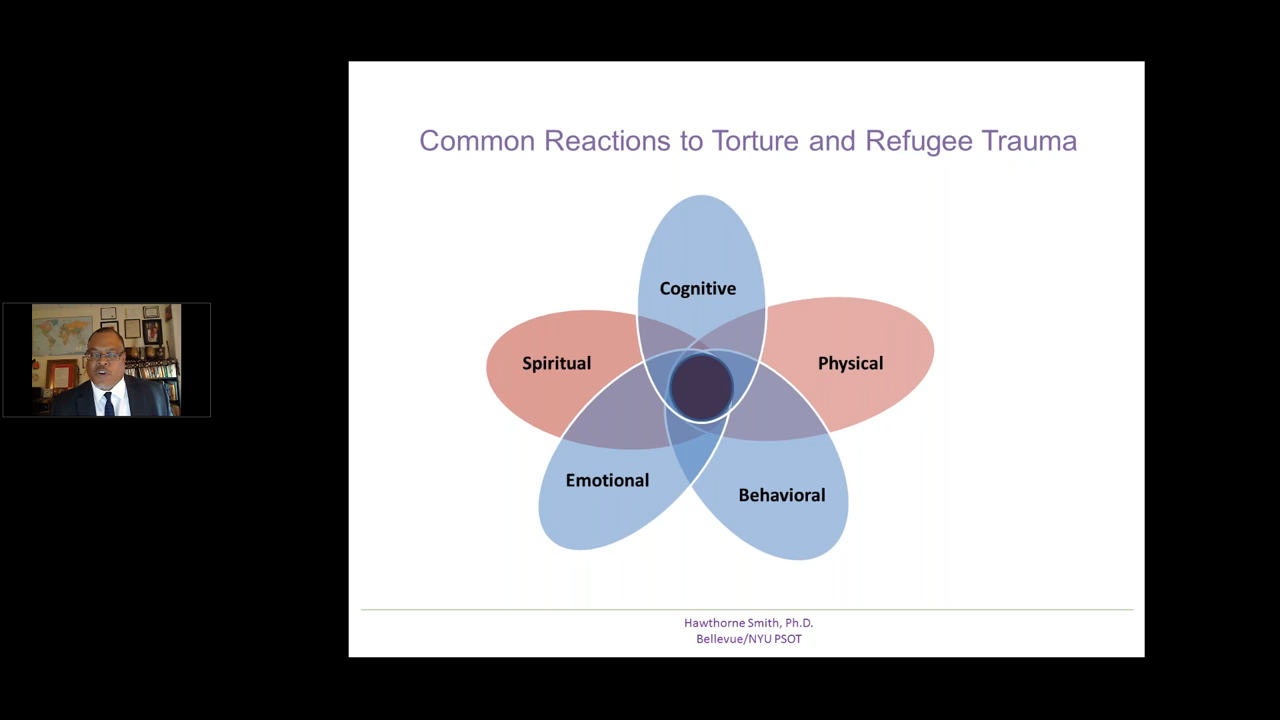 Common Reactions to Torture and Refugee Trauma
Cognitive
Spiritual
Physical
Emotional
Behavioral
Hawthorne Smith, Ph.D.
Bellevue/NYU PSOT